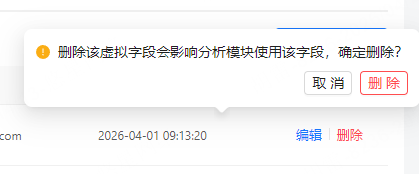 删除该虚拟字段会影响分析模块使用该字段，确定删除?
取 消 删 除
com 2026-04-01 09:13:20 编辑 删除